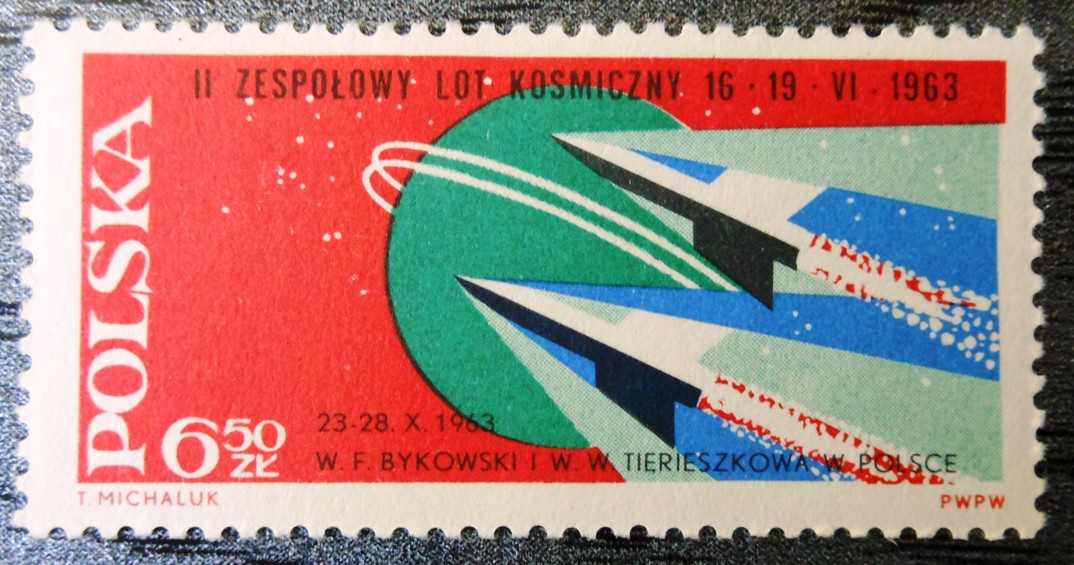 II ZESPOŁOWY LOT KOSMICZNY 16 · 19 · VI · 1963
POLSKA
6 50 ZŁ
23-28. X. 1963
W. F. BYKOWSKI I W. W. TIERIESZKOWA W POLSCE
T. MICHALUK
PWPW